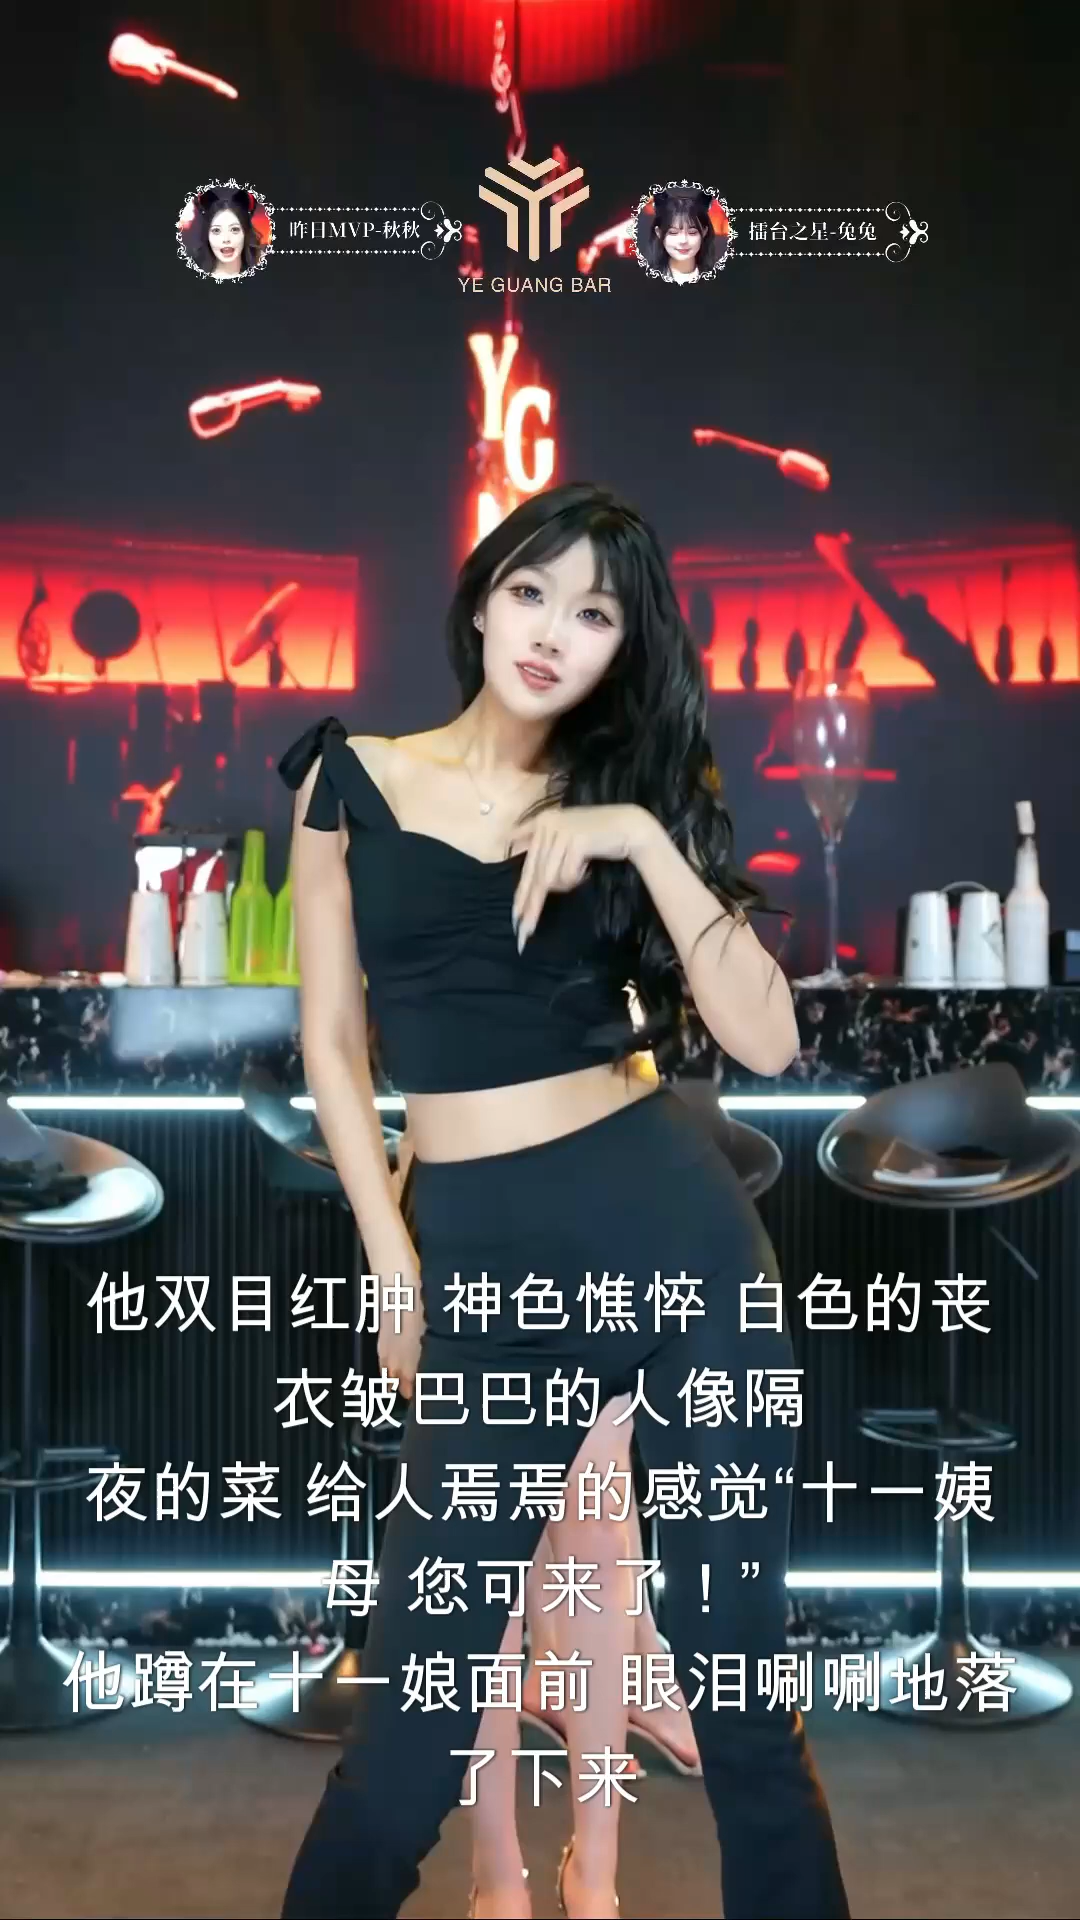 昨日MVP-秋秋
擂台之星-兔兔
YE GUANG BAR
YG
他双目红肿 神色憔悴 白色的丧
衣皱巴巴的人像隔
夜的菜 给人焉焉的感觉“十一姨
母 您可来了！”
他蹲在十一娘面前 眼泪唰唰地落
了下来